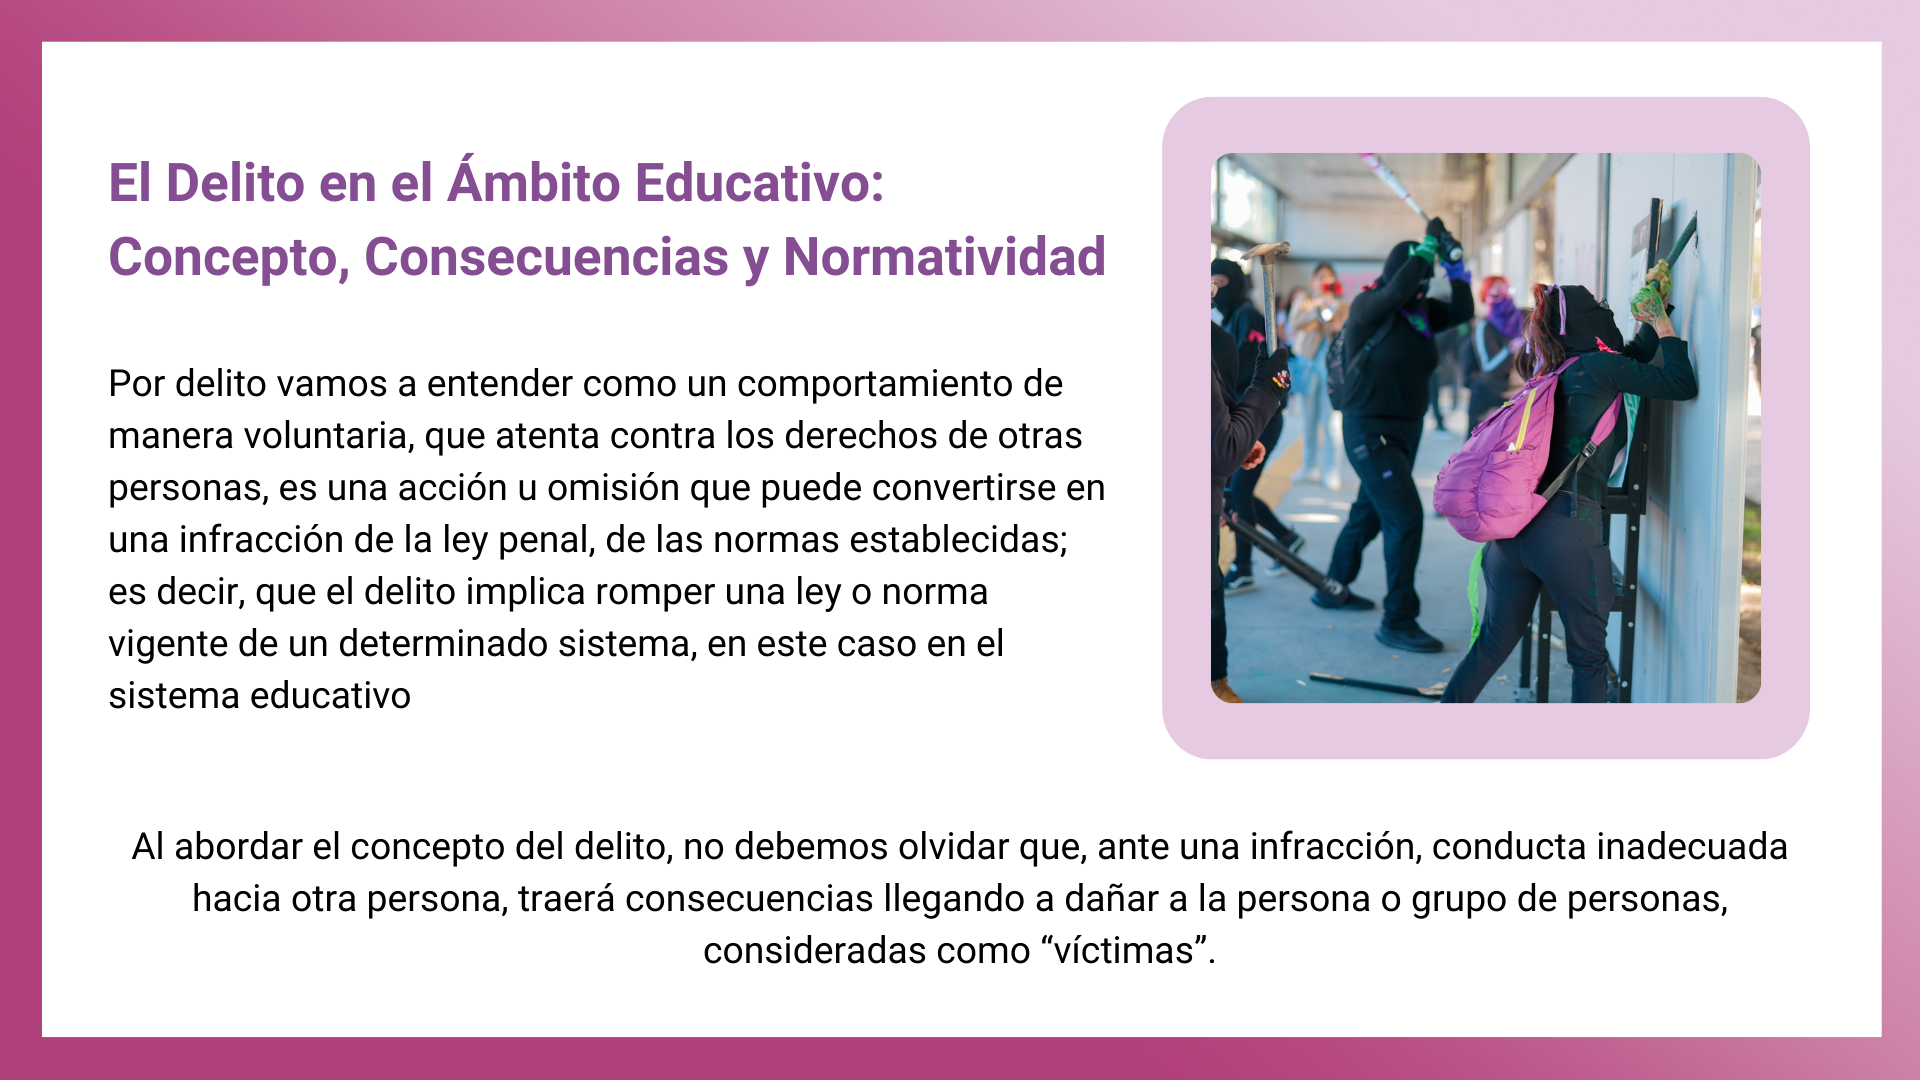 El Delito en el Ámbito Educativo:
Concepto, Consecuencias y Normatividad
Por delito vamos a entender como un comportamiento de
manera voluntaria, que atenta contra los derechos de otras
personas, es una acción u omisión que puede convertirse en
una infracción de la ley penal, de las normas establecidas;
es decir, que el delito implica romper una ley o norma
vigente de un determinado sistema, en este caso en el
sistema educativo
Al abordar el concepto del delito, no debemos olvidar que, ante una infracción, conducta inadecuada
hacia otra persona, traerá consecuencias llegando a dañar a la persona o grupo de personas,
consideradas como “víctimas”.